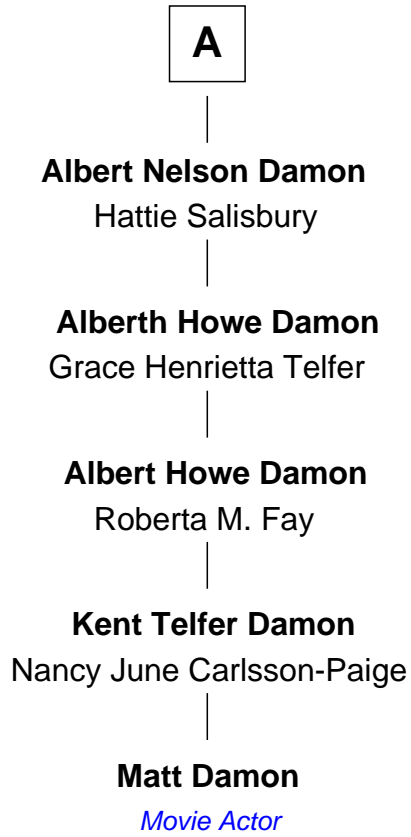 A
Albert Nelson Damon
Hattie Salisbury
Alberth Howe Damon
Grace Henrietta Telfer
Albert Howe Damon
Roberta M. Fay
Kent Telfer Damon
Nancy June Carlsson-Paige
Matt Damon
Movie Actor